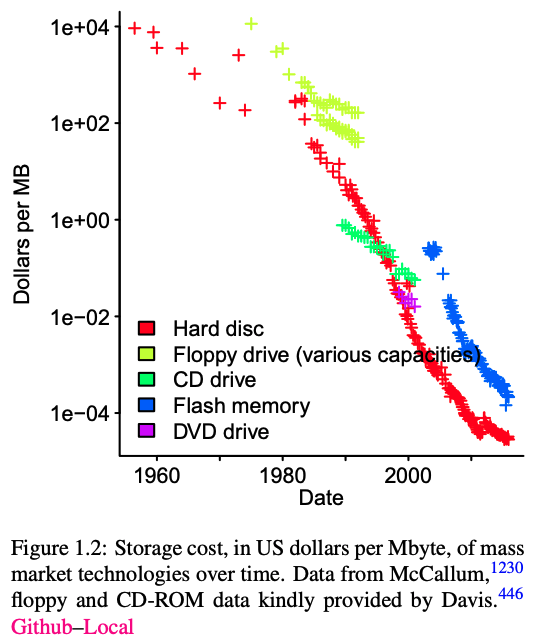 1e+04
1e+02
1e+00
1e−02
1e−04
Dollars per MB
Hard disc
Floppy drive (various capacities)
CD drive
Flash memory
DVD drive
1960 1980 2000
Date
Figure 1.2: Storage cost, in US dollars per Mbyte, of mass
market technologies over time. Data from McCallum,1230
floppy and CD-ROM data kindly provided by Davis.446
Github–Local